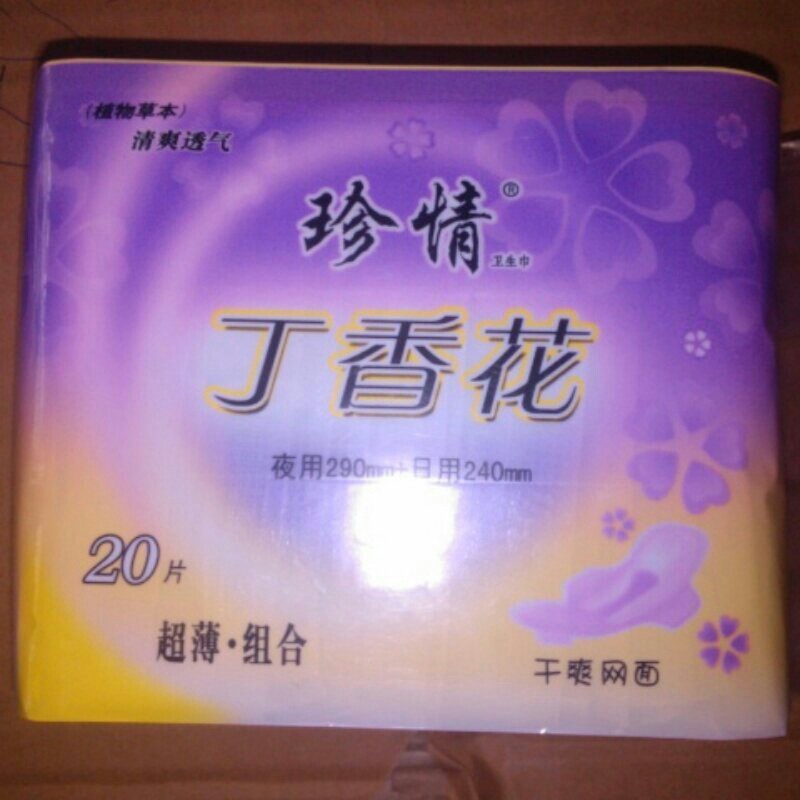 （植物草本）
清爽透气
珍情®
卫生巾
丁香花
夜用290mm+日用240mm
20片
超薄·组合
干爽网面